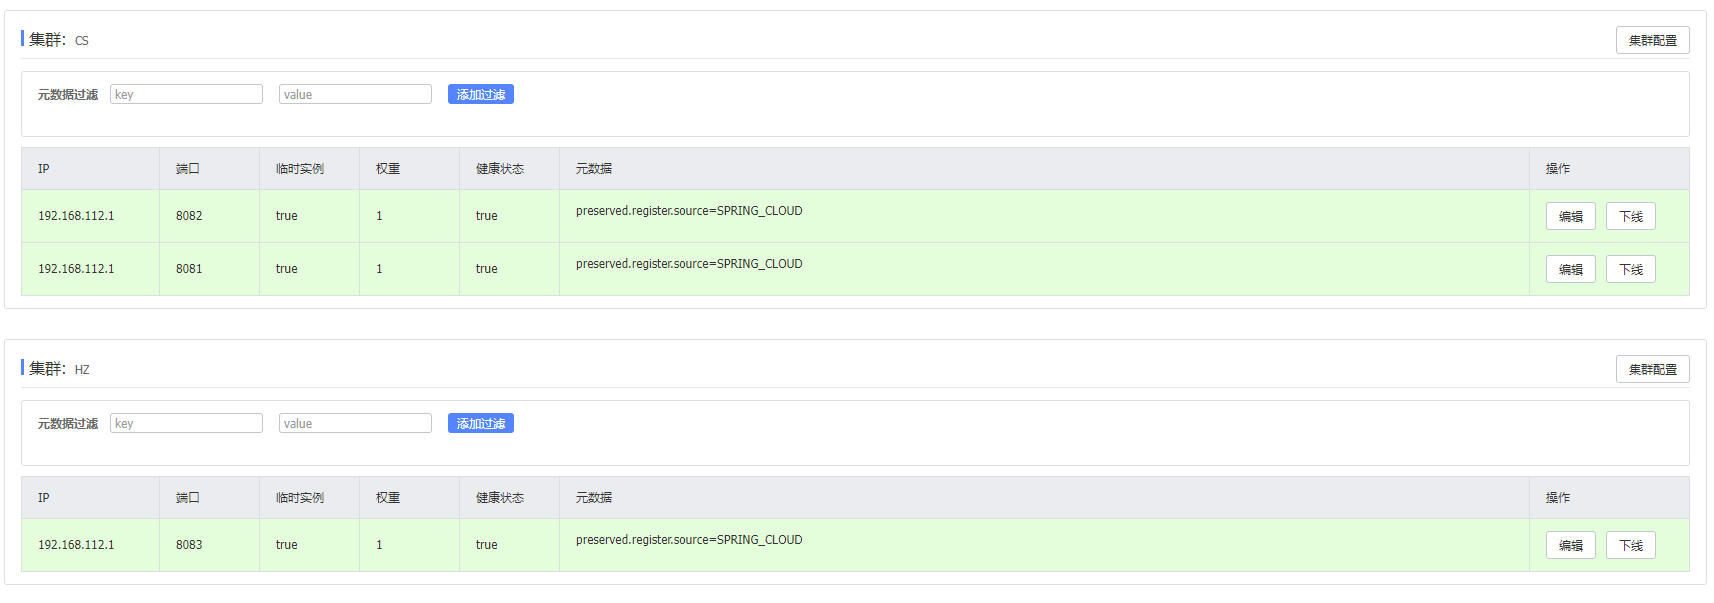 集群： CS
集群配置
元数据过滤 key value 添加过滤
IP 端口 临时实例 权重 健康状态 元数据 操作
192.168.112.1 8082 true 1 true preserved.register.source=SPRING_CLOUD 编辑 下线
192.168.112.1 8081 true 1 true preserved.register.source=SPRING_CLOUD 编辑 下线
集群： HZ
集群配置
元数据过滤 key value 添加过滤
IP 端口 临时实例 权重 健康状态 元数据 操作
192.168.112.1 8083 true 1 true preserved.register.source=SPRING_CLOUD 编辑 下线